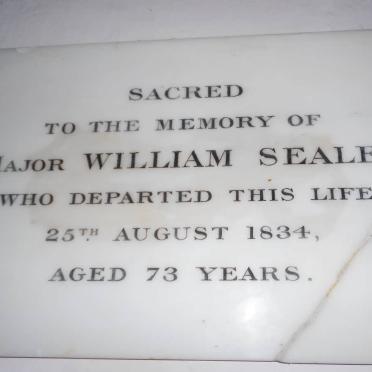 SACRED
TO THE MEMORY OF
MAJOR WILLIAM SEALE
WHO DEPARTED THIS LIFE
25TH. AUGUST 1834,
AGED 73 YEARS.